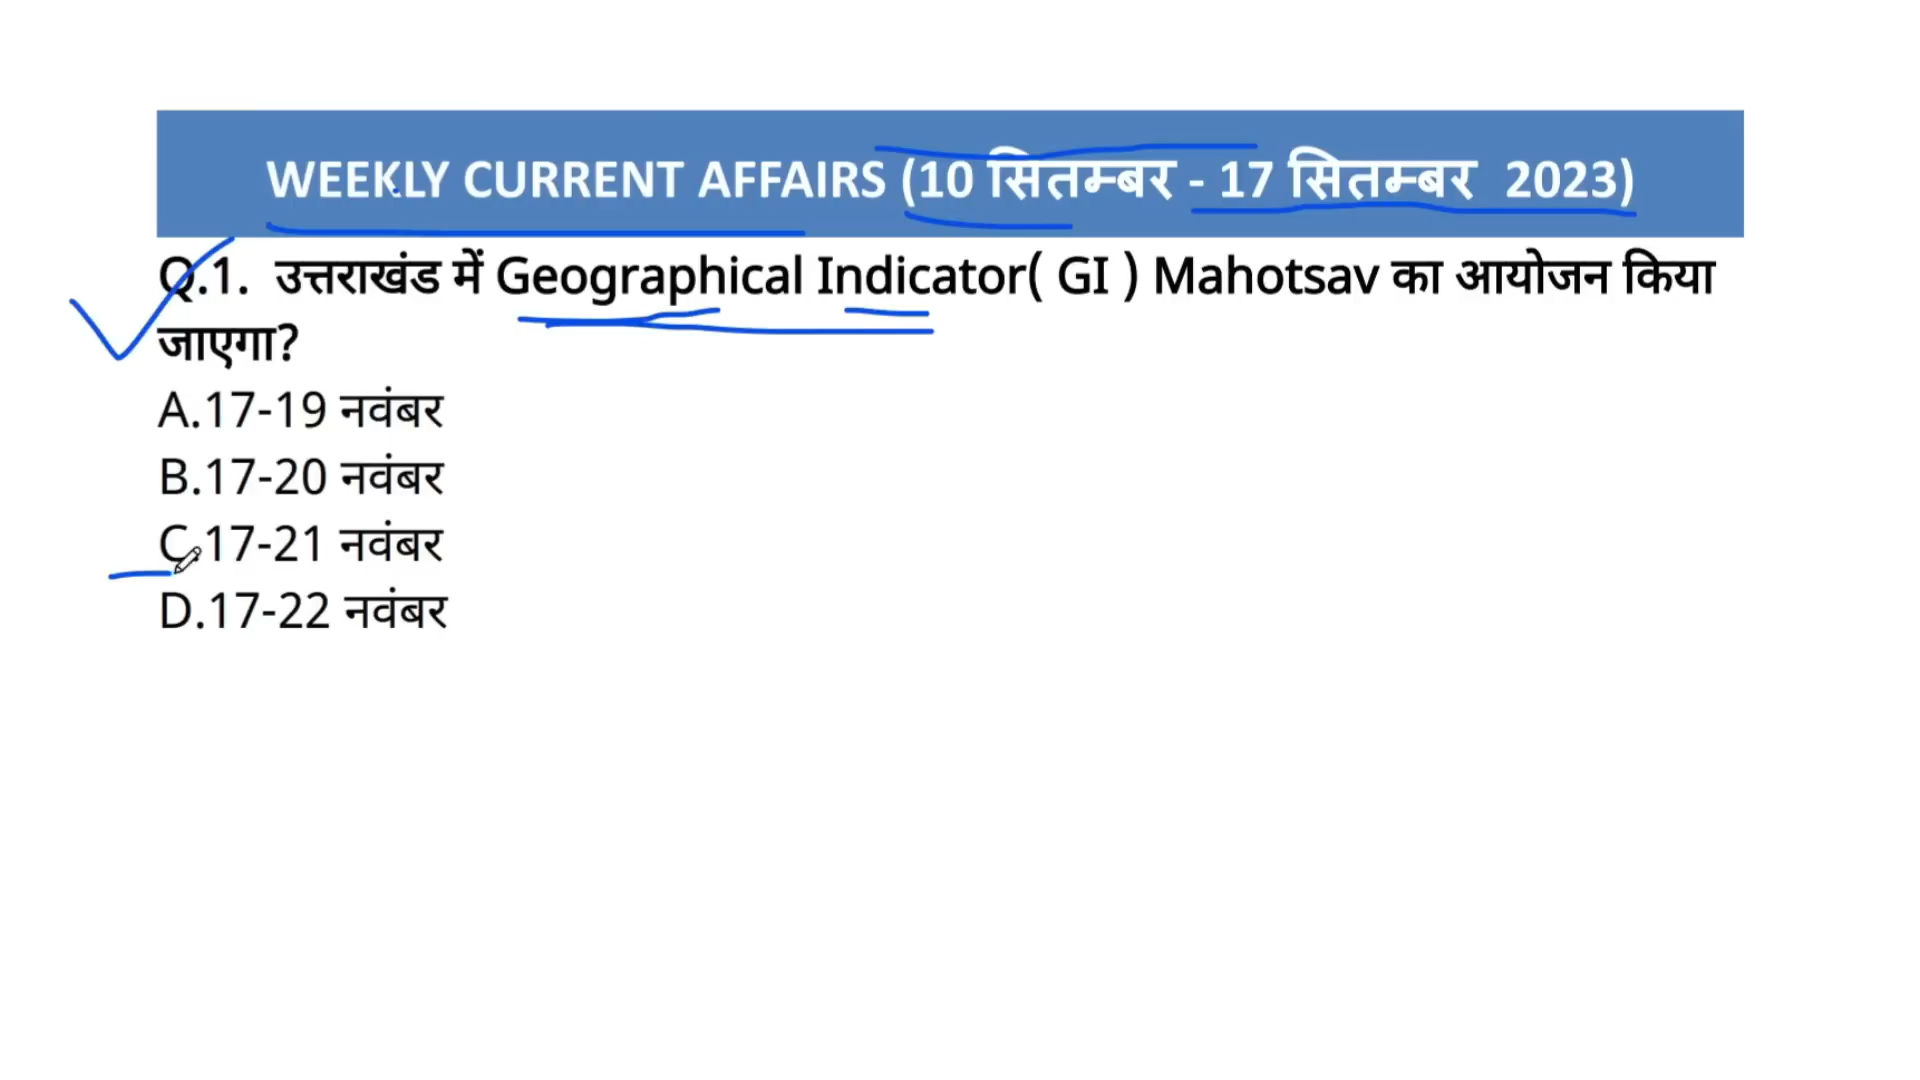 WEEKLY CURRENT AFFAIRS (10 सितम्बर - 17 सितम्बर 2023)
Q.1. उत्तराखंड में Geographical Indicator( GI ) Mahotsav का आयोजन किया
जाएगा?
A.17-19 नवंबर
B.17-20 नवंबर
C.17-21 नवंबर
D.17-22 नवंबर